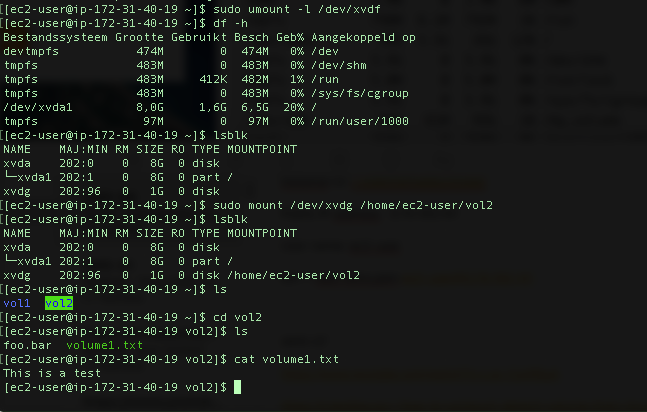 [[ec2-user@ip-172-31-40-19 ~]$ sudo umount -l /dev/xvdf
[[ec2-user@ip-172-31-40-19 ~]$ df -h
Bestandssysteem Grootte Gebruikt Besch Geb% Aangekoppeld op
devtmpfs 474M 0 474M 0% /dev
tmpfs 483M 0 483M 0% /dev/shm
tmpfs 483M 412K 482M 1% /run
tmpfs 483M 0 483M 0% /sys/fs/cgroup
/dev/xvda1 8,0G 1,6G 6,5G 20% /
tmpfs 97M 0 97M 0% /run/user/1000
[[ec2-user@ip-172-31-40-19 ~]$ lsblk
NAME MAJ:MIN RM SIZE RO TYPE MOUNTPOINT
xvda 202:0 0 8G 0 disk
└─xvda1 202:1 0 8G 0 part /
xvdg 202:96 0 1G 0 disk
[[ec2-user@ip-172-31-40-19 ~]$ sudo mount /dev/xvdg /home/ec2-user/vol2
[[ec2-user@ip-172-31-40-19 ~]$ lsblk
NAME MAJ:MIN RM SIZE RO TYPE MOUNTPOINT
xvda 202:0 0 8G 0 disk
└─xvda1 202:1 0 8G 0 part /
xvdg 202:96 0 1G 0 disk /home/ec2-user/vol2
[[ec2-user@ip-172-31-40-19 ~]$ ls
vol1 vol2
[[ec2-user@ip-172-31-40-19 ~]$ cd vol2
[[ec2-user@ip-172-31-40-19 vol2]$ ls
foo.bar volume1.txt
[[ec2-user@ip-172-31-40-19 vol2]$ cat volume1.txt
This is a test
[ec2-user@ip-172-31-40-19 vol2]$